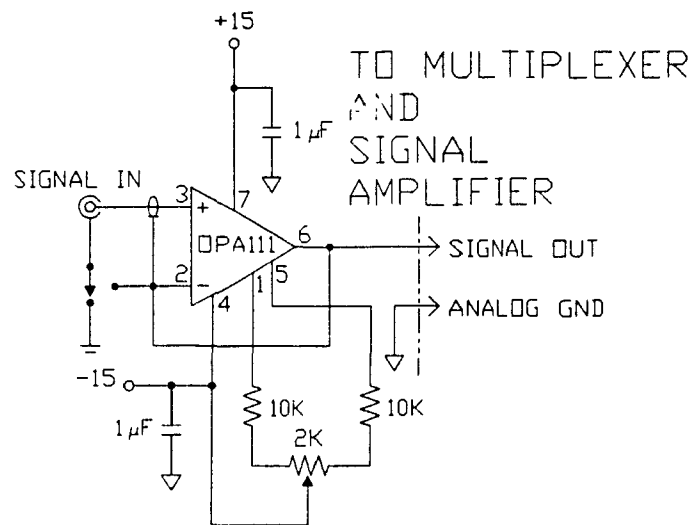 +15
TO MULTIPLEXER
AND
SIGNAL
AMPLIFIER
1 µF
SIGNAL IN
3
+
7
OPA111
6
SIGNAL OUT
2
−
4
1
5
ANALOG GND
-15
1 µF
10K
10K
2K